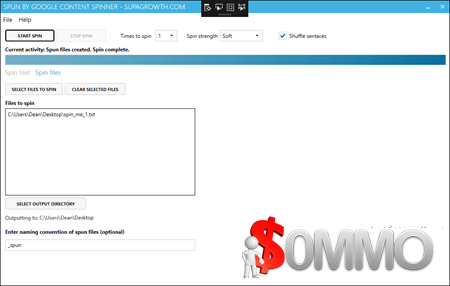 SPUN BY GOOGLE CONTENT SPINNER - SUPAGROWTH.COM
File Help
START SPIN STOP SPIN Times to spin 1 Spin strength Soft Shuffle sentaces
Current activity: Spun files created. Spin complete.
Spin text Spin files
SELECT FILES TO SPIN CLEAR SELECTED FILES
Files to spin
C:\Users\Dean\Desktop\spin_me_1.txt
SELECT OUTPUT DIRECTORY
Outputting to: C:\Users\Dean\Desktop
Enter naming convention of spun files (optional)
_spun
$OMMO